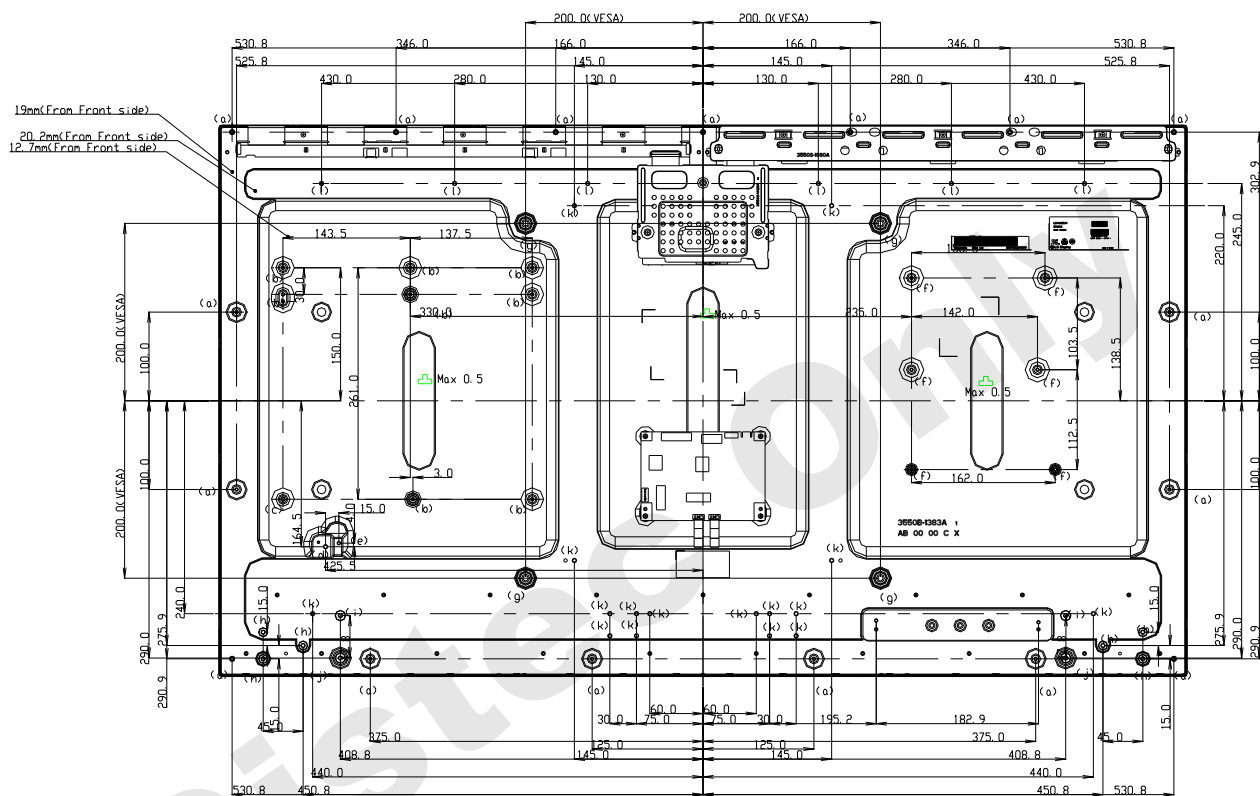 200.0(VESA) 200.0(VESA)
530.8 346.0 166.0 166.0 346.0 530.8
525.8 145.0 145.0 525.8
430.0 280.0 130.0 130.0 280.0 430.0
19mm(From Front side)
20.2mm(From Front side)
12.7mm(From Front side)
(a) (a) (a) (a) (a) (a) (a)
(l) (l) (l) (l) (l) (l)
(k) (k)
302.9
245.0
220.0
143.5 137.5
(g) (g)
(b) (b) (b)
30.0
(b) (b)
(f) (f)
(a) (a)
330.0 235.0 142.0
Max 0.5
200.0(VESA)
100.0
150.0
261.0
103.5
138.5
100.0
Max 0.5
(f) (f)
Max 0.5
112.5
3.0
(a) (a)
100.0
200.0(VESA)
(b) (b)
(f) (f)
162.0
100.0
164.5 15.0
(e)
3550B-1383A 1
AB 00 00 C X
425.5
(k) (k)
(g) (g)
240.0
275.9
290.0
290.9
15.0
(k) (i) (k) (k) (k) (k) (i) (k)
15.0
(h) (h) (k) (k) (k) (k) (h) (h)
275.9
290.0
290.9
(h) (j) (a) (a) (a) (a) (j) (h) (a)
60.0 60.0
30.0 75.0 75.0 30.0 195.2 182.9
15.0
45.0 375.0 125.0 125.0 375.0 45.0
408.8 145.0 145.0 408.8
440.0 440.0
530.8 450.8 450.8 530.8
istec Only